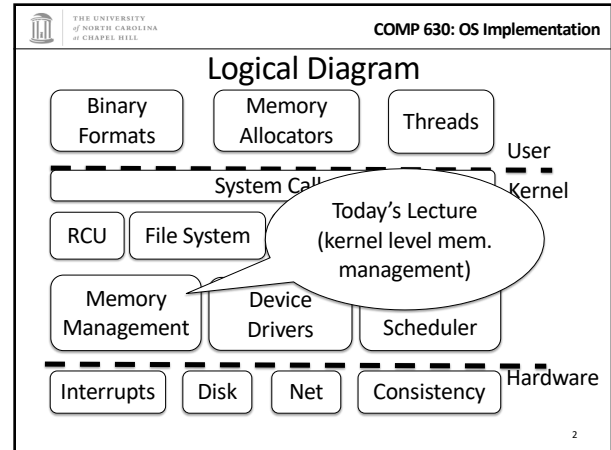 THE UNIVERSITY
of NORTH CAROLINA
at CHAPEL HILL
COMP 630: OS Implementation
Logical Diagram
Binary
Formats
Memory
Allocators
Threads
User
System Call
Kernel
Today's Lecture
(kernel level mem.
management)
RCU
File System
Memory
Management
Device
Drivers
Scheduler
Hardware
Interrupts
Disk
Net
Consistency
2